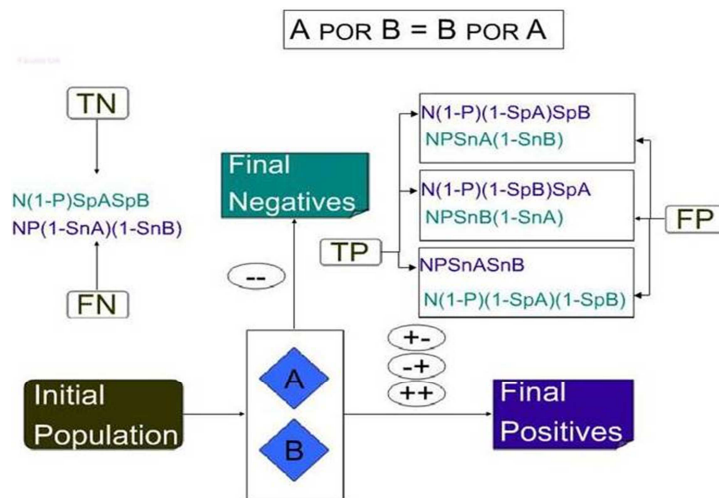 A POR B = B POR A
TN
N(1-P)SpASpB
NP(1-SnA)(1-SnB)
FN
Final
Negatives
--
N(1-P)(1-SpA)SpB
NPSnA(1-SnB)
N(1-P)(1-SpB)SpA
NPSnB(1-SnA)
NPSnASnB
N(1-P)(1-SpA)(1-SpB)
TP
FP
+-
-+
++
Initial
Population
A
B
Final
Positives